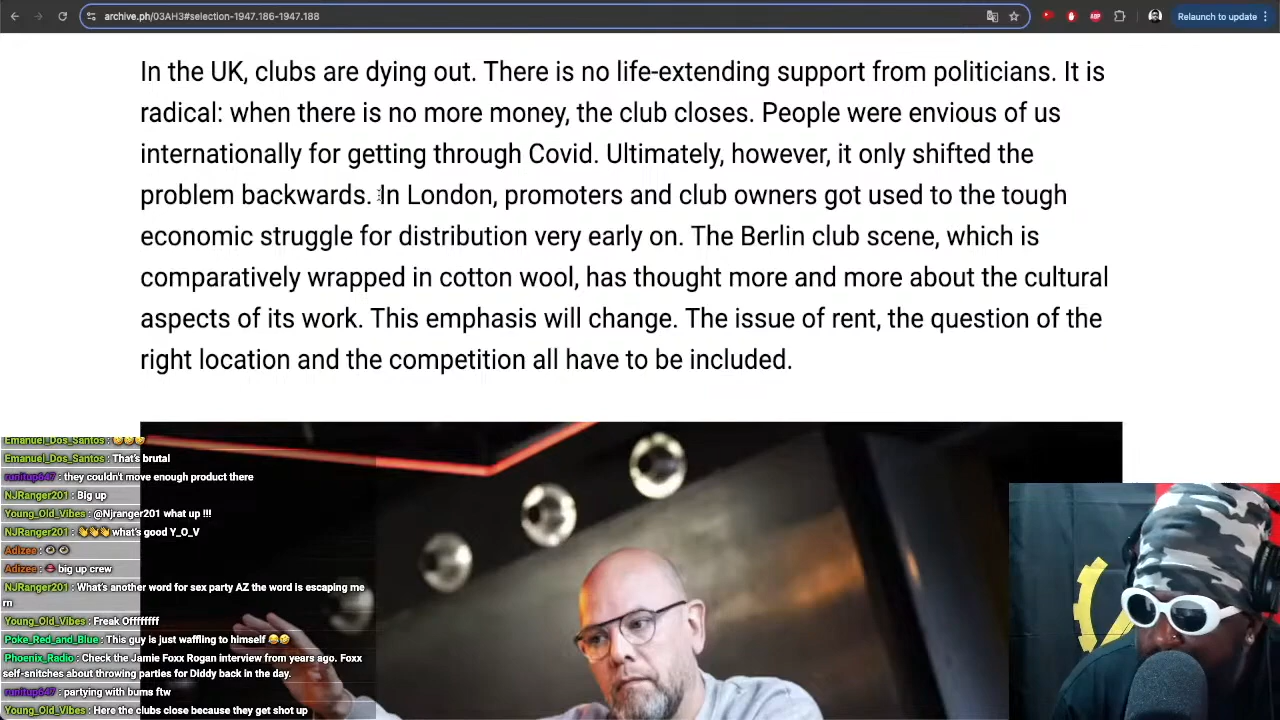 archive.ph/03AH3#selection-1947.186-1947.188
Relaunch to update
In the UK, clubs are dying out. There is no life-extending support from politicians. It is
radical: when there is no more money, the club closes. People were envious of us
internationally for getting through Covid. Ultimately, however, it only shifted the
problem backwards. In London, promoters and club owners got used to the tough
economic struggle for distribution very early on. The Berlin club scene, which is
comparatively wrapped in cotton wool, has thought more and more about the cultural
aspects of its work. This emphasis will change. The issue of rent, the question of the
right location and the competition all have to be included.
Emanuel_Dos_Santos : 🤣🤣🤣
Emanuel_Dos_Santos : That's brutal
runitup647 : they couldn't move enough product there
NJRanger201 : Big up
Young_Old_Vibes : @Njranger201 what up !!!
NJRanger201 : 👋👋👋what's good Y_O_V
Adizee : 👁️👁️
Adizee : 🫦 big up crew
NJRanger201 : What's another word for sex party AZ the word is escaping me
rn
Young_Old_Vibes : Freak Offffffff
Poke_Red_and_Blue : This guy is just waffling to himself 😂🤣
Phoenix_Radio : Check the Jamie Foxx Rogan interview from years ago. Foxx
self-snitches about throwing parties for Diddy back in the day.
runitup647 : partying with bums ftw
Young_Old_Vibes : Here the clubs close because they get shot up